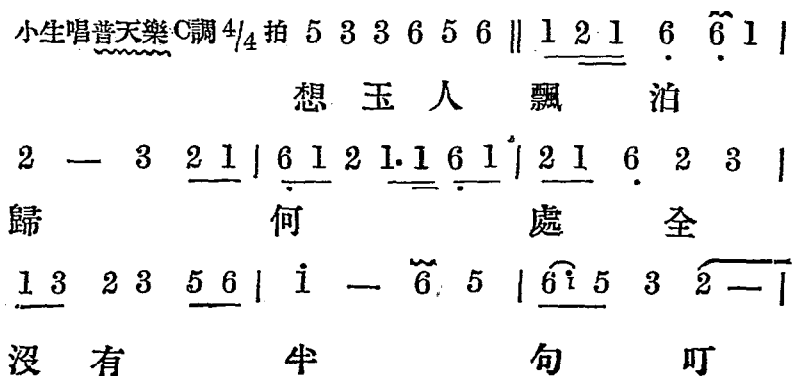 小生唱普天樂 C調 4/4 拍 5 3 3 6 5 6 ‖ 1 2 1 6 6 1 |
想 玉 人 飄 泊
2 — 3 2 1 | 6 1 2 1. 1 6 1 | 2 1 6 2 3 |
歸 何 處 全
1 3 2 3 5 6 | i — 6 5 | 6 i 5 3 2 — |
沒 有 半 句 叮